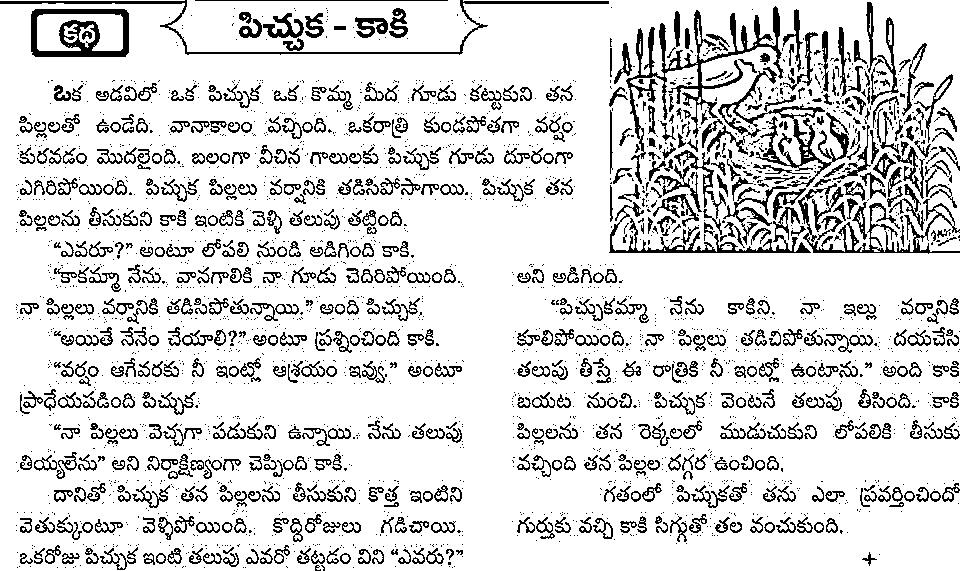 కథ
పిచ్చుక - కాకి
ఒక అడవిలో ఒక పిచ్చుక ఒక కొమ్మ మీద గూడు కట్టుకుని తన
పిల్లలతో ఉండేది. వానాకాలం వచ్చింది. ఒకరాత్రి కుండపోతగా వర్షం
కురవడం మొదలైంది. బలంగా వీచిన గాలులకు పిచ్చుక గూడు దూరంగా
ఎగిరిపోయింది. పిచ్చుక పిల్లలు వర్షానికి తడిసిపోసాగాయి. పిచ్చుక తన
పిల్లలను తీసుకుని కాకి ఇంటికి వెళ్ళి తలుపు తట్టింది.
“ఎవరూ?” అంటూ లోపలి నుండి అడిగింది కాకి.
“కాకమ్మా నేను. వానగాలికి నా గూడు చెదిరిపోయింది.
నా పిల్లలు వర్షానికి తడిసిపోతున్నాయి.” అంది పిచ్చుక.
“అయితే నేనేం చేయాలి?” అంటూ ప్రశ్నించింది కాకి.
“వర్షం ఆగేవరకు నీ ఇంట్లో ఆశ్రయం ఇవ్వు.” అంటూ
ప్రాధేయపడింది పిచ్చుక.
“నా పిల్లలు వెచ్చగా పడుకుని ఉన్నాయి. నేను తలుపు
తియ్యలేను” అని నిర్దాక్షిణ్యంగా చెప్పింది కాకి.
దానితో పిచ్చుక తన పిల్లలను తీసుకుని కొత్త ఇంటిని
వెతుక్కుంటూ వెళ్ళిపోయింది. కొద్దిరోజులు గడిచాయి.
ఒకరోజు పిచ్చుక ఇంటి తలుపు ఎవరో తట్టడం విని “ఎవరు?”
అని అడిగింది.
“పిచ్చుకమ్మా నేను కాకిని. నా ఇల్లు వర్షానికి
కూలిపోయింది. నా పిల్లలు తడిచిపోతున్నాయి. దయచేసి
తలుపు తీస్తే ఈ రాత్రికి నీ ఇంట్లో ఉంటాను.” అంది కాకి
బయట నుంచి. పిచ్చుక వెంటనే తలుపు తీసింది. కాకి
పిల్లలను తన రెక్కలలో ముడుచుకుని లోపలికి తీసుకు
వచ్చింది తన పిల్లల దగ్గర ఉంచింది.
గతంలో పిచ్చుకతో తను ఎలా ప్రవర్తించిందో
గుర్తుకు వచ్చి కాకి సిగ్గుతో తల వంచుకుంది.
+